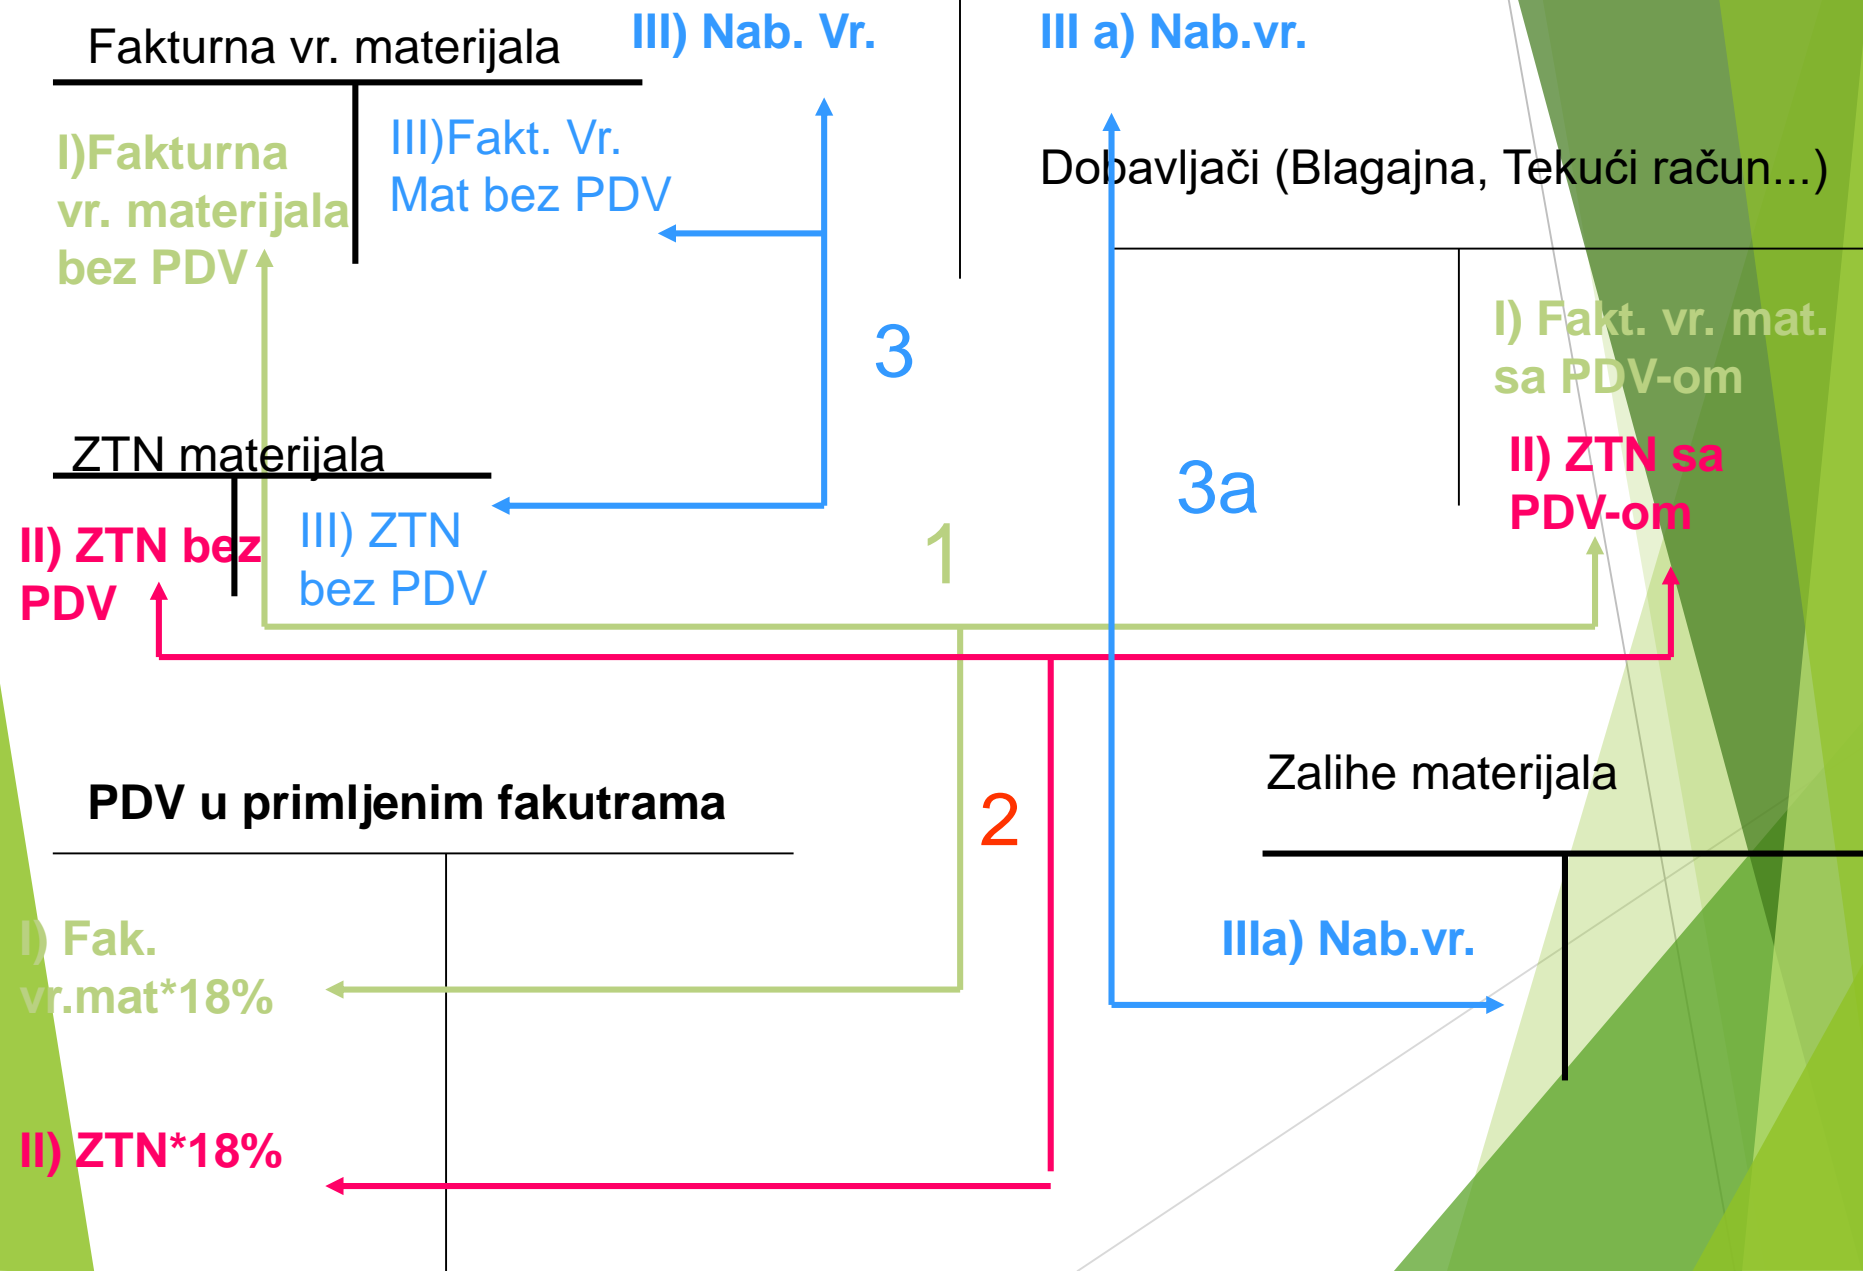 Fakturna vr. materijala
III) Nab. Vr.
III a) Nab.vr.
I)Fakturna
vr. materijala
bez PDV
III)Fakt. Vr.
Mat bez PDV
Dobavljači (Blagajna, Tekući račun...)
3
I) Fakt. vr. mat.
sa PDV-om
ZTN materijala
II) ZTN sa
PDV-om
3a
II) ZTN bez
PDV
III) ZTN
bez PDV
1
PDV u primljenim fakutrama
2
Zalihe materijala
I) Fak.
vr.mat*18%
IIIa) Nab.vr.
II) ZTN*18%